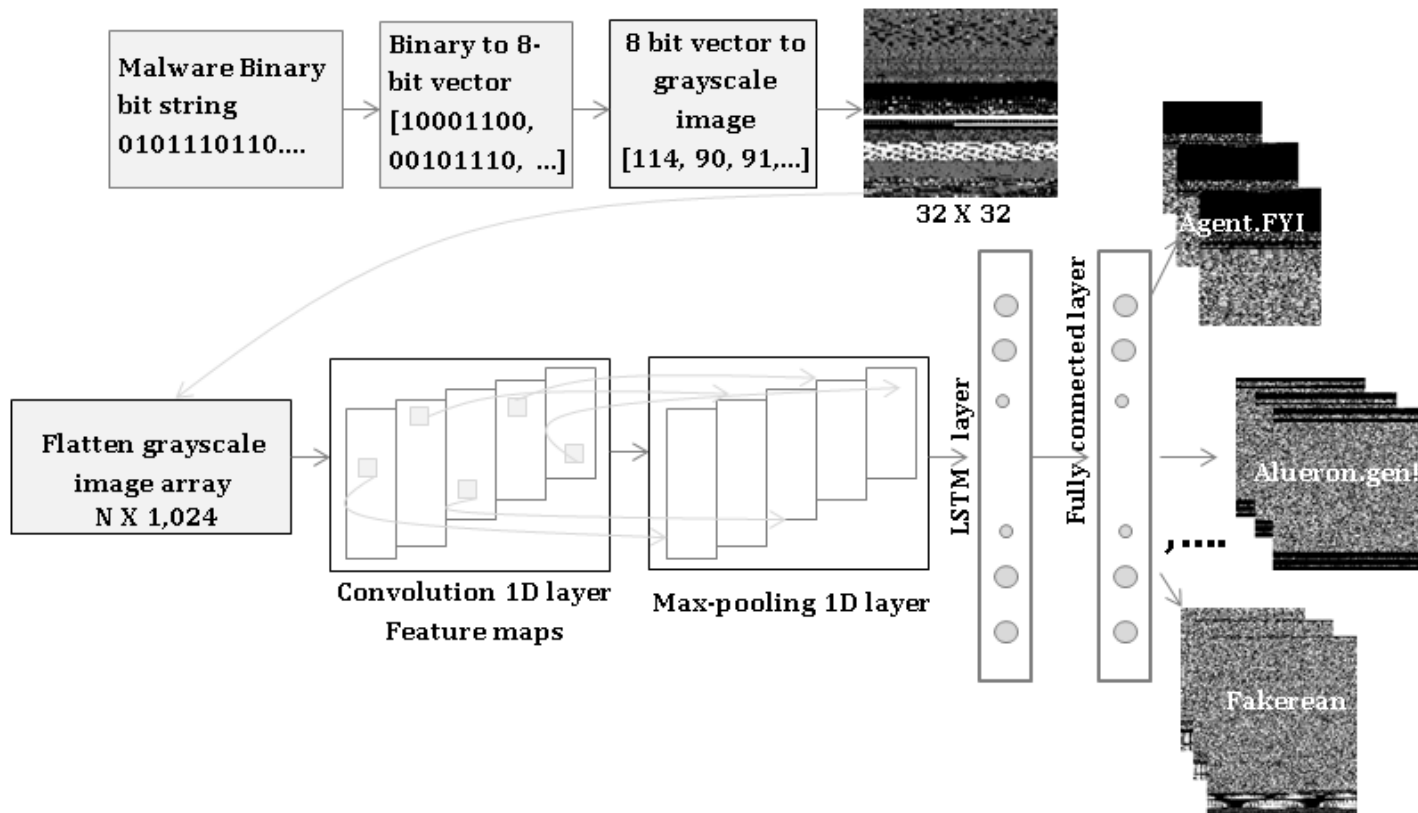 Malware Binary
bit string
0101110110....
Binary to 8-
bit vector
[10001100,
00101110, ...]
8 bit vector to
grayscale
image
[114, 90, 91,...]
32 X 32
Flatten grayscale
image array
N X 1,024
Convolution 1D layer
Feature maps
Max-pooling 1D layer
LSTM layer
Fully connected layer
Agent.FYI
Alueron.gen!
Fakerean